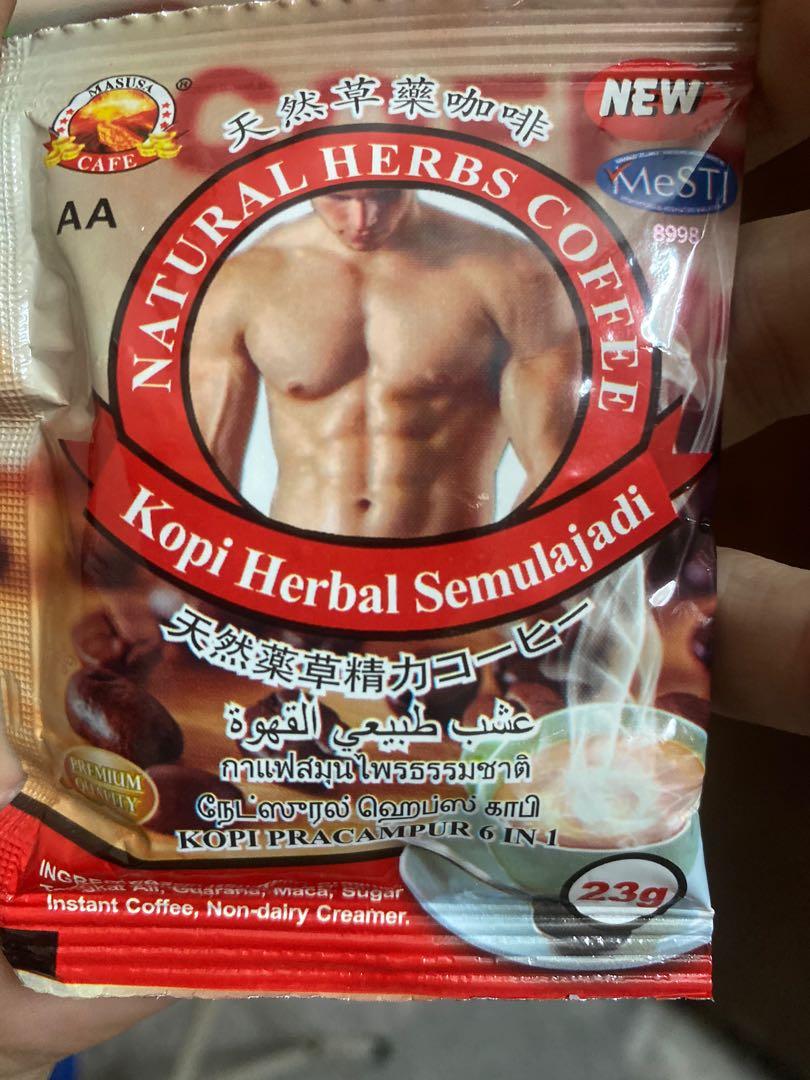 MASUSA
CAFE
®
AA
天然草藥咖啡
NEW
MeSTI
8998
NATURAL HERBS COFFEE
Kopi Herbal Semulajadi
天然薬草精力コーヒー
عشب طبيعي القهوة
กาแฟสมุนไพรธรรมชาติ
நேட்ஸுரல் ஹெப்ஸ் காபி
KOPI PRACAMPUR 6 IN 1
PREMIUM
QUALITY
Ali, Guarana, Maca, Sugar
Instant Coffee, Non-dairy Creamer.
23g